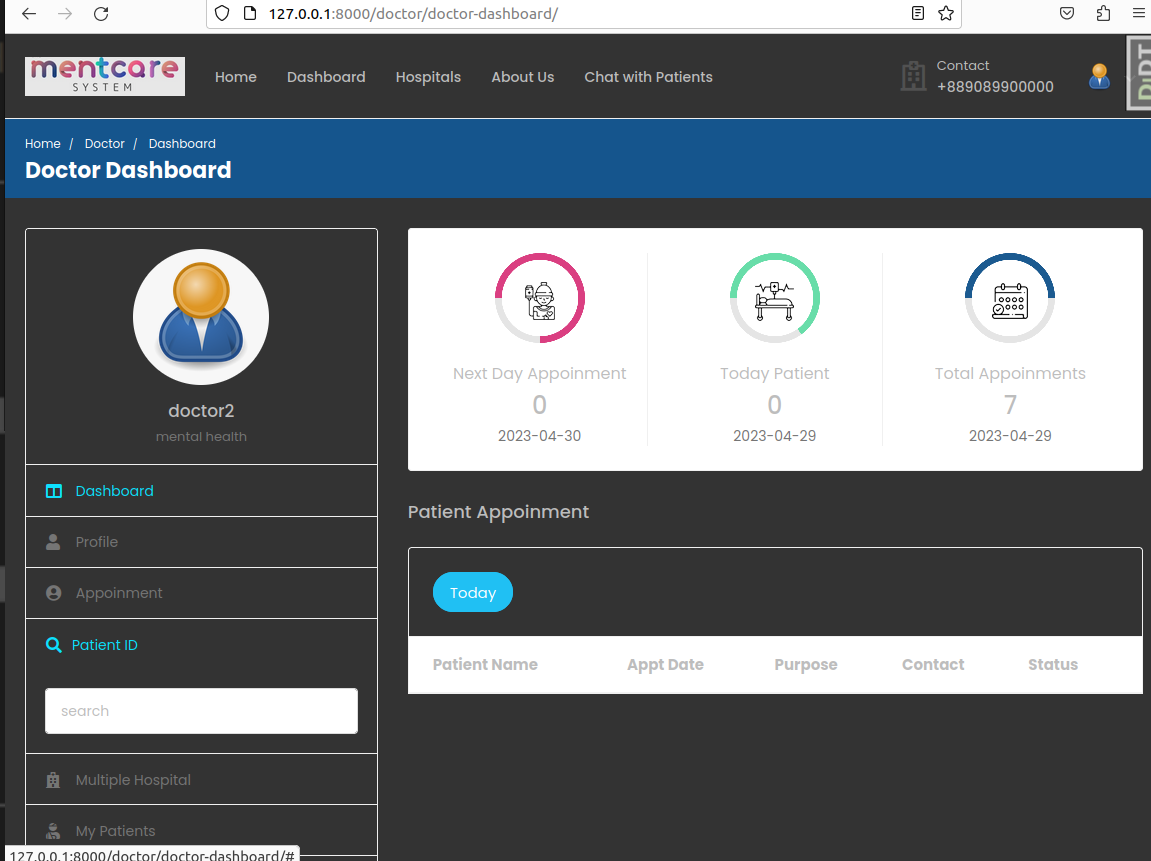 127.0.0.1:8000/doctor/doctor-dashboard/
mentcare
SYSTEM
Home Dashboard Hospitals About Us Chat with Patients
Contact
+889089900000
DjDT
Home / Doctor / Dashboard
Doctor Dashboard
doctor2
mental health
Dashboard
Profile
Appoinment
Patient ID
search
Multiple Hospital
My Patients
Next Day Appoinment
0
2023-04-30
Today Patient
0
2023-04-29
Total Appoinments
7
2023-04-29
Patient Appoinment
Today
Patient Name Appt Date Purpose Contact Status
127.0.0.1:8000/doctor/doctor-dashboard/#